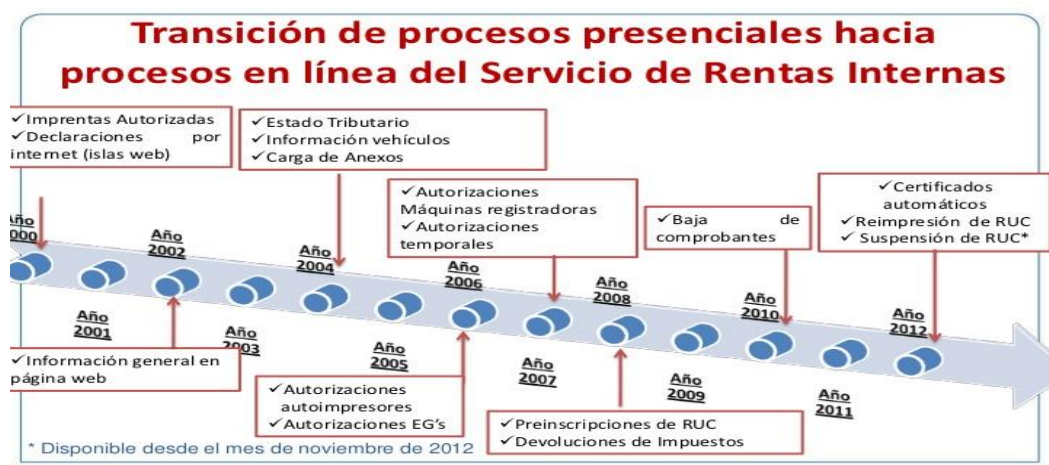 Transición de procesos presenciales hacia
procesos en línea del Servicio de Rentas Internas
✓Imprentas Autorizadas
✓Declaraciones por
internet (islas web)
✓Estado Tributario
✓Información vehículos
✓Carga de Anexos
✓Autorizaciones
Máquinas registradoras
✓Autorizaciones
temporales
✓Baja de
comprobantes
✓Certificados
automáticos
✓Reimpresión de RUC
✓Suspensión de RUC*
Año
2000
Año
2001
Año
2002
Año
2003
Año
2004
Año
2005
Año
2006
Año
2007
Año
2008
Año
2009
Año
2010
Año
2011
Año
2012
✓Información general en
página web
✓Autorizaciones
autoimpresores
✓Autorizaciones EG’s
✓Preinscripciones de RUC
✓Devoluciones de Impuestos
* Disponible desde el mes de noviembre de 2012